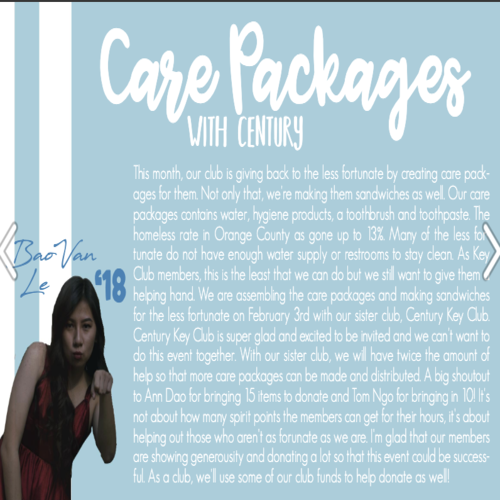 Care Packages
WITH CENTURY
This month, our club is giving back to the less fortunate by creating care pack-
ages for them. Not only that, we're making them sandwiches as well. Our care
packages contains water, hygiene products, a toothbrush and toothpaste. The
homeless rate in Orange County as gone up to 13%. Many of the less for
tunate do not have enough water supply or restrooms to stay clean. As Key
Club members, this is the least that we can do but we still want to give them
helping hand. We are assembling the care packages and making sandwiches
for the less fortunate on February 3rd with our sister club, Century Key Club.
Century Key Club is super glad and excited to be invited and we can't want to
do this event together. With our sister club, we will have twice the amount of
help so that more care packages can be made and distributed. A big shoutout
to Ann Dao for bringing 15 items to donate and Tom Ngo for bringing in 10! It's
not about how many spirit points the members can get for their hours, it's about
helping out those who aren't as forunate as we are. I'm glad that our members
are showing generousity and donating a lot so that this event could be success-
ful. As a club, we'll use some of our club funds to help donate as well!
BaoVan
Le
'18